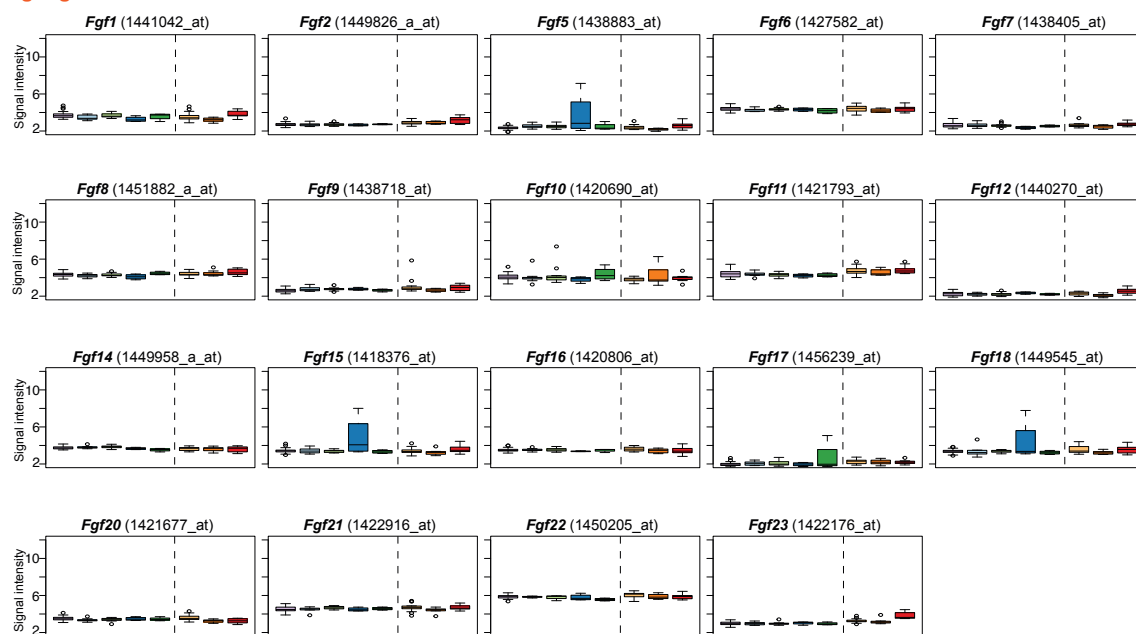 Fgf1 (1441042_at) Fgf2 (1449826_a_at) Fgf5 (1438883_at) Fgf6 (1427582_at) Fgf7 (1438405_at)
Signal intensity
10
6
2
Fgf8 (1451882_a_at) Fgf9 (1438718_at) Fgf10 (1420690_at) Fgf11 (1421793_at) Fgf12 (1440270_at)
Signal intensity
10
6
2
Fgf14 (1449958_a_at) Fgf15 (1418376_at) Fgf16 (1420806_at) Fgf17 (1456239_at) Fgf18 (1449545_at)
Signal intensity
10
6
2
Fgf20 (1421677_at) Fgf21 (1422916_at) Fgf22 (1450205_at) Fgf23 (1422176_at)
Signal intensity
10
6